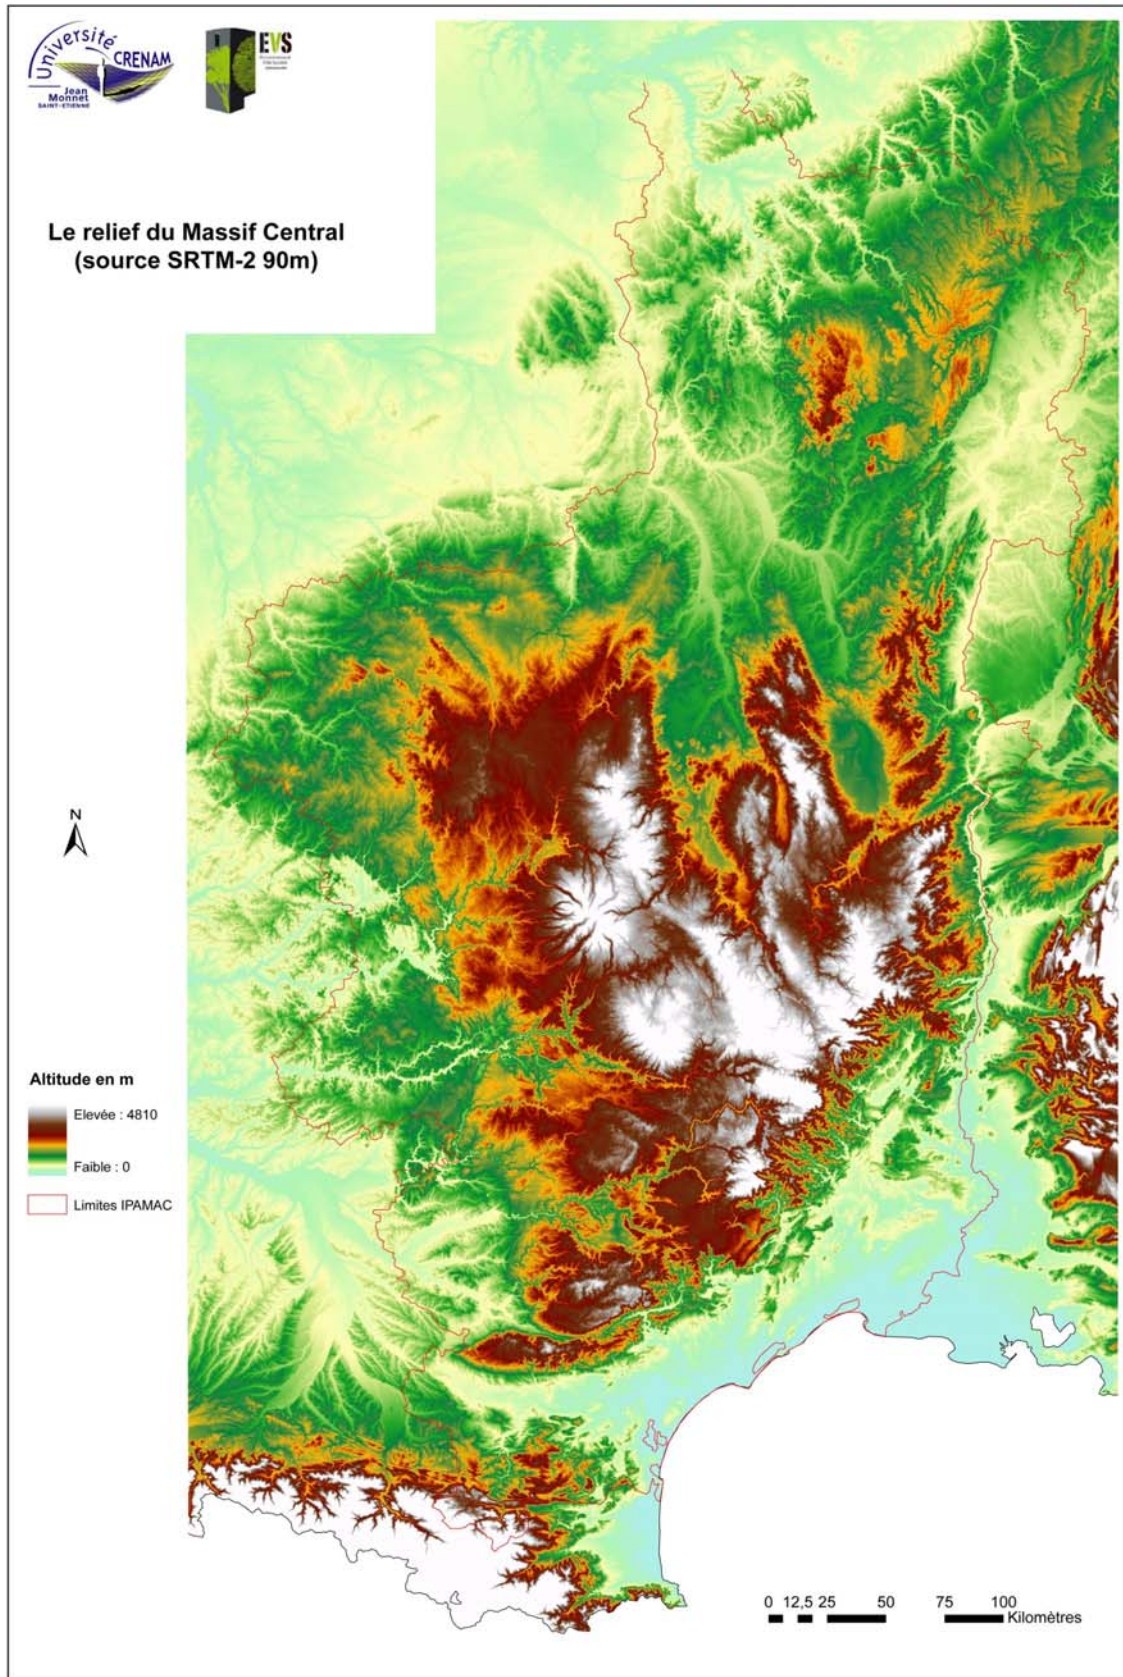 Université
CRENAM
Jean
Monnet
SAINT-ETIENNE
EVS
Le relief du Massif Central
(source SRTM-2 90m)
N
Altitude en m
Elevée : 4810
Faible : 0
Limites IPAMAC
0 12,5 25 50 75 100
Kilomètres